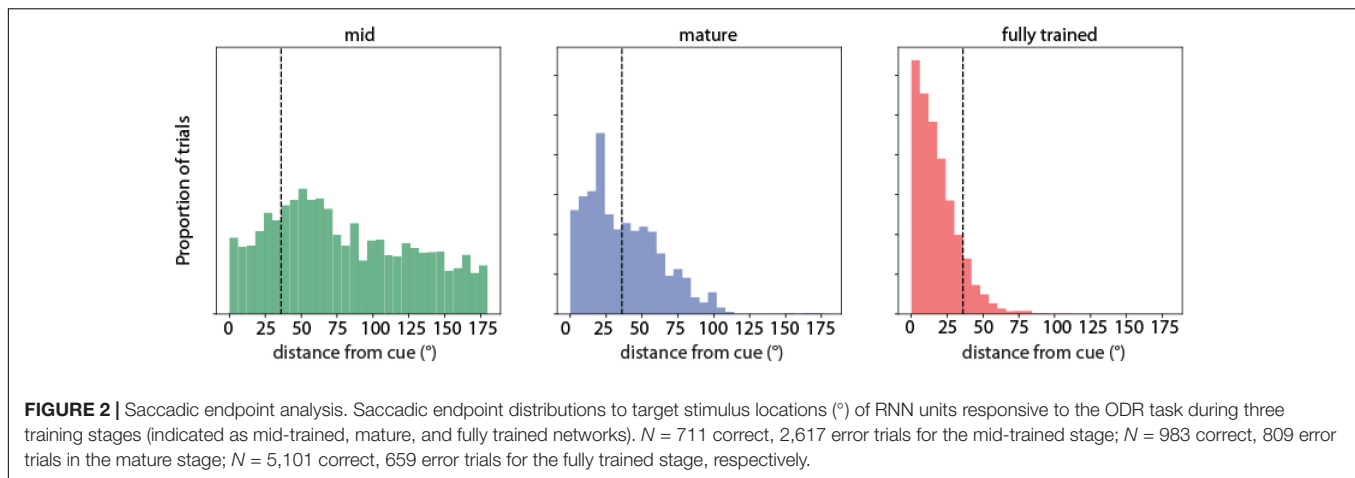 mid
mature
fully trained
Proportion of trials
0 25 50 75 100 125 150 175
0 25 50 75 100 125 150 175
0 25 50 75 100 125 150 175
distance from cue (°)
distance from cue (°)
distance from cue (°)
FIGURE 2 | Saccadic endpoint analysis. Saccadic endpoint distributions to target stimulus locations (°) of RNN units responsive to the ODR task during three
training stages (indicated as mid-trained, mature, and fully trained networks). N = 711 correct, 2,617 error trials for the mid-trained stage; N = 983 correct, 809 error
trials in the mature stage; N = 5,101 correct, 659 error trials for the fully trained stage, respectively.